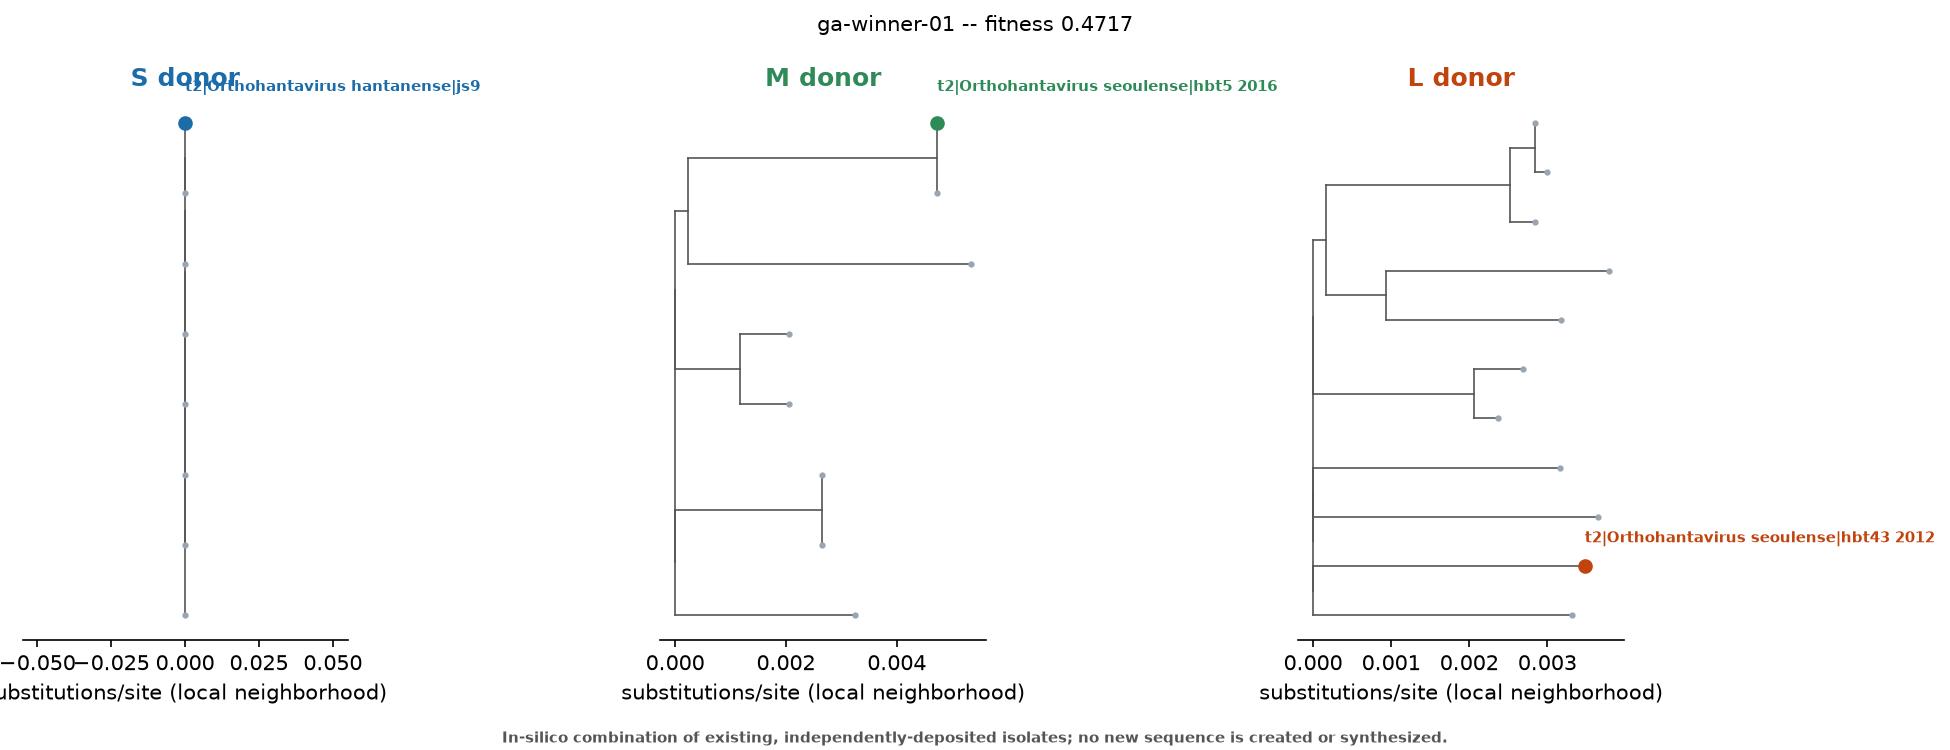 ga-winner-01 -- fitness 0.4717
S donor
t2|Orthohantavirus hantanense|js9
M donor
t2|Orthohantavirus seoulense|hbt5 2016
L donor
t2|Orthohantavirus seoulense|hbt43 2012
−0.050 −0.025 0.000 0.025 0.050
ubstitutions/site (local neighborhood)
0.000 0.002 0.004
substitutions/site (local neighborhood)
0.000 0.001 0.002 0.003
substitutions/site (local neighborhood)
In-silico combination of existing, independently-deposited isolates; no new sequence is created or synthesized.